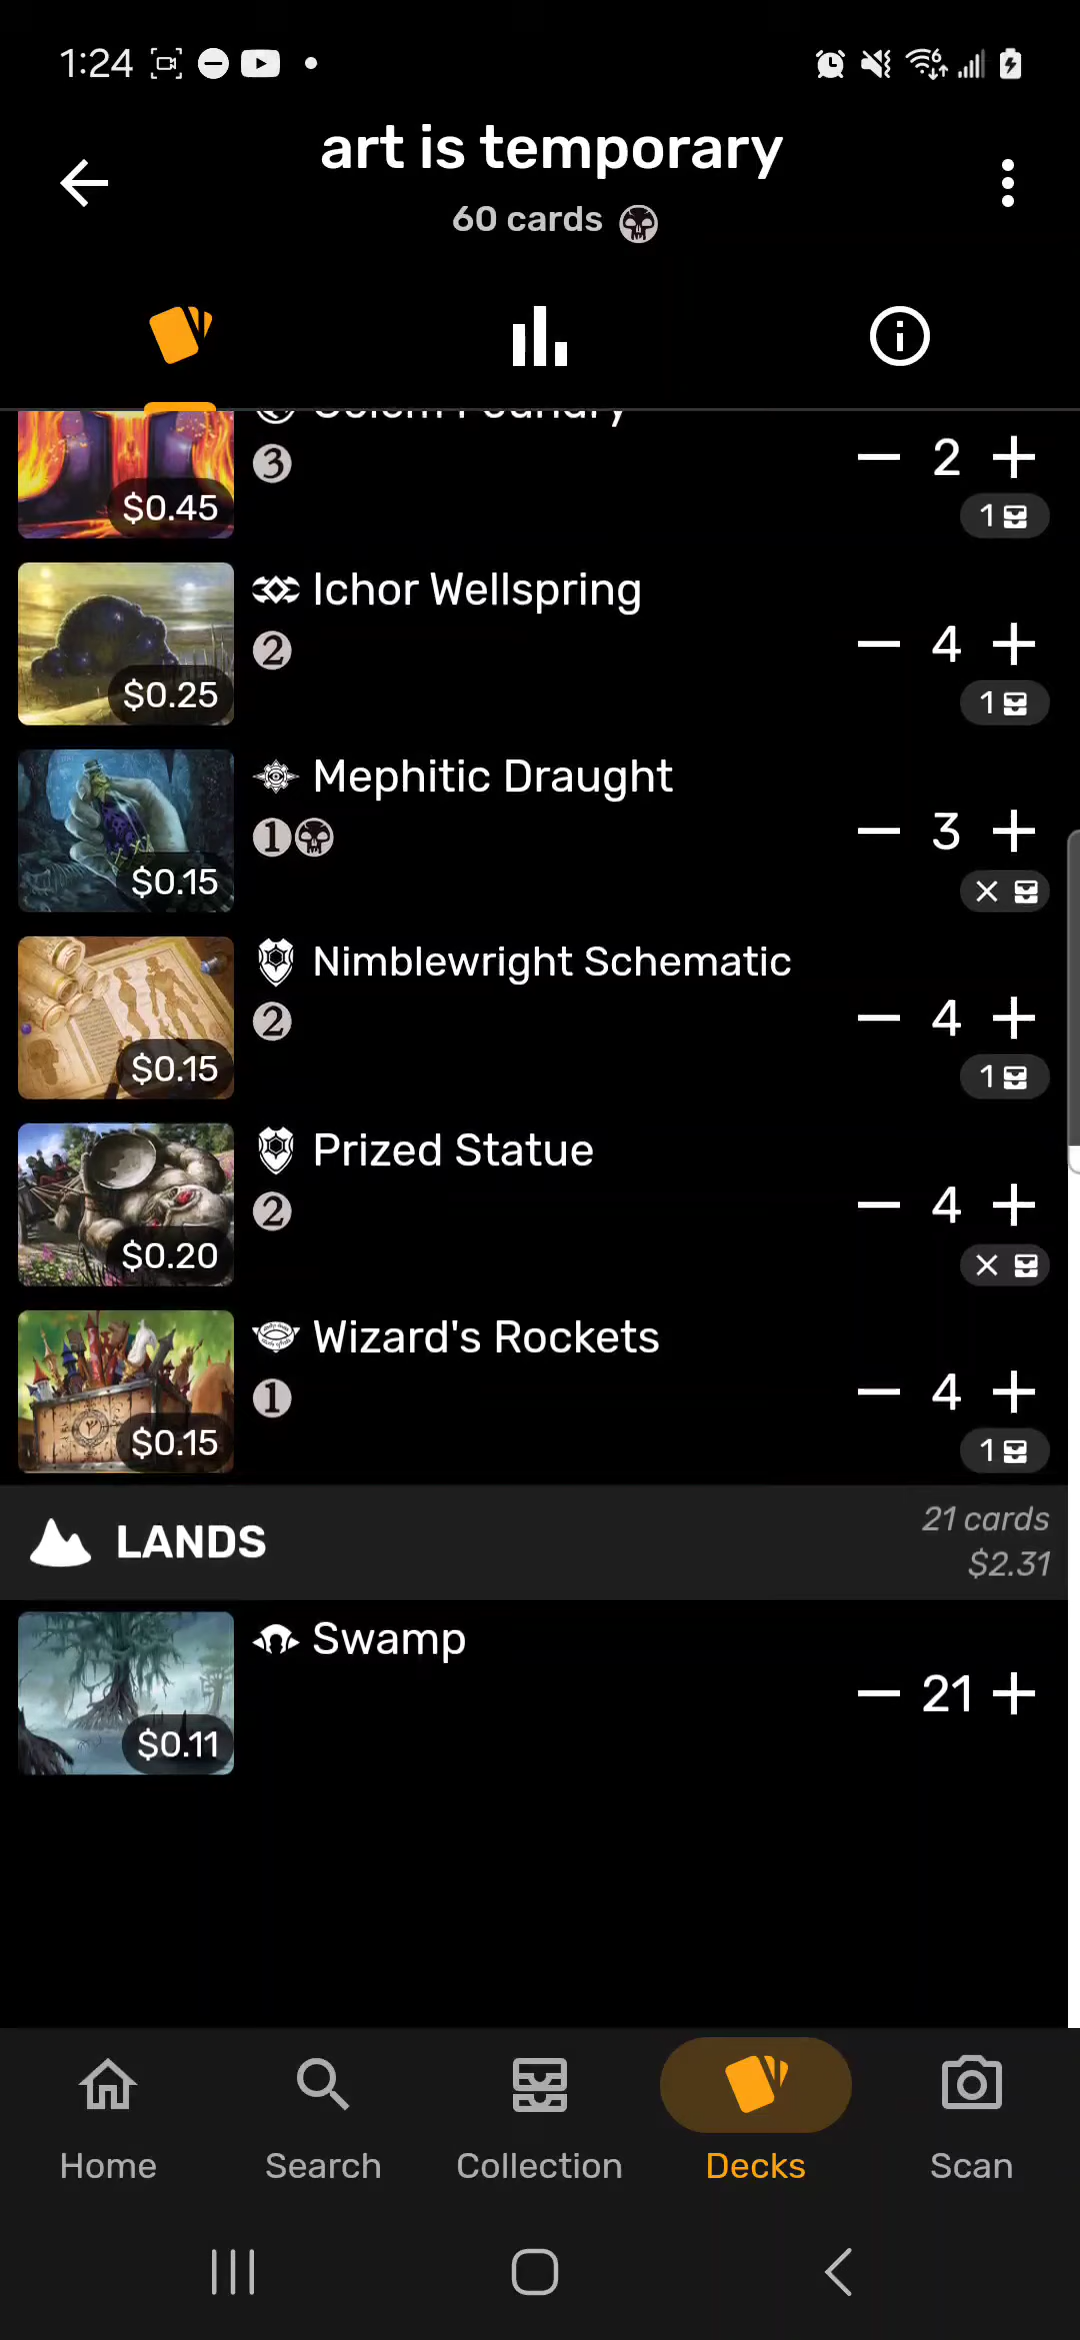 1:24
art is temporary
60 cards
Golem Foundry
3
2
$0.45
1
Ichor Wellspring
2
4
$0.25
1
Mephitic Draught
1
3
$0.15
Nimblewright Schematic
2
4
$0.15
1
Prized Statue
2
4
$0.20
Wizard's Rockets
1
4
$0.15
1
LANDS
21 cards
$2.31
Swamp
21
$0.11
Home
Search
Collection
Decks
Scan